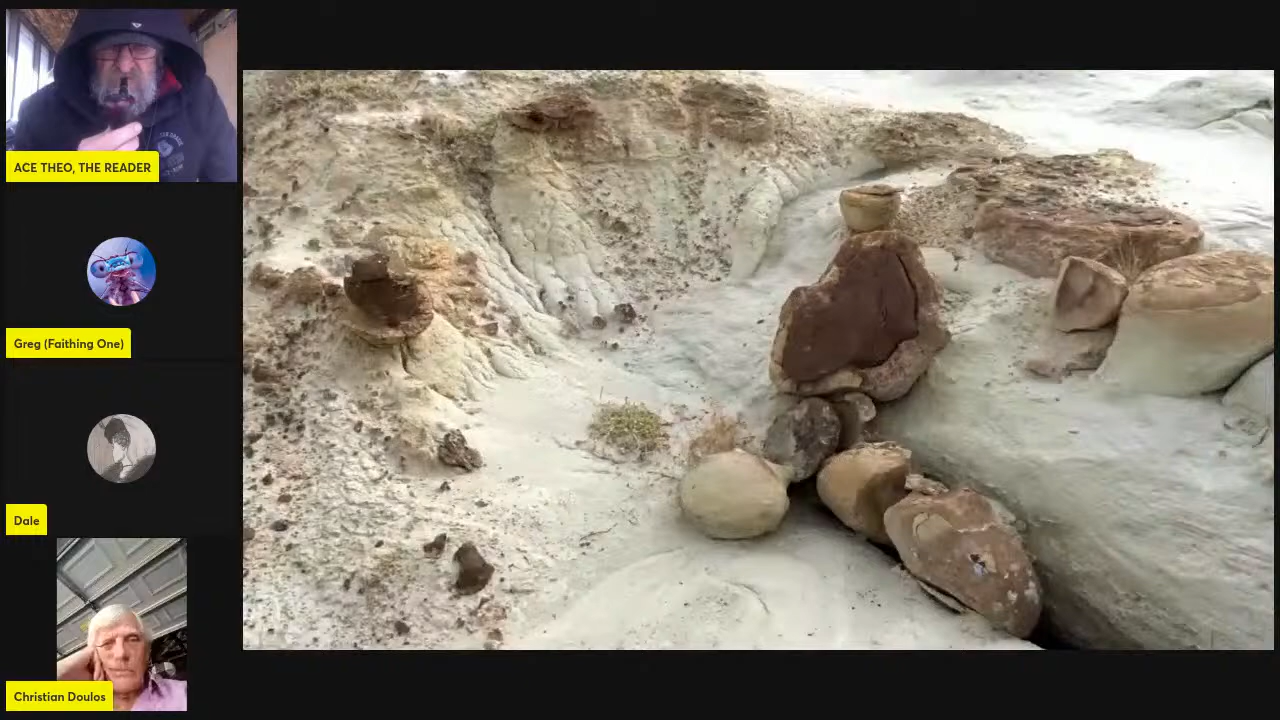 ACE THEO, THE READER
Greg (Faithing One)
Dale
Christian Doulos